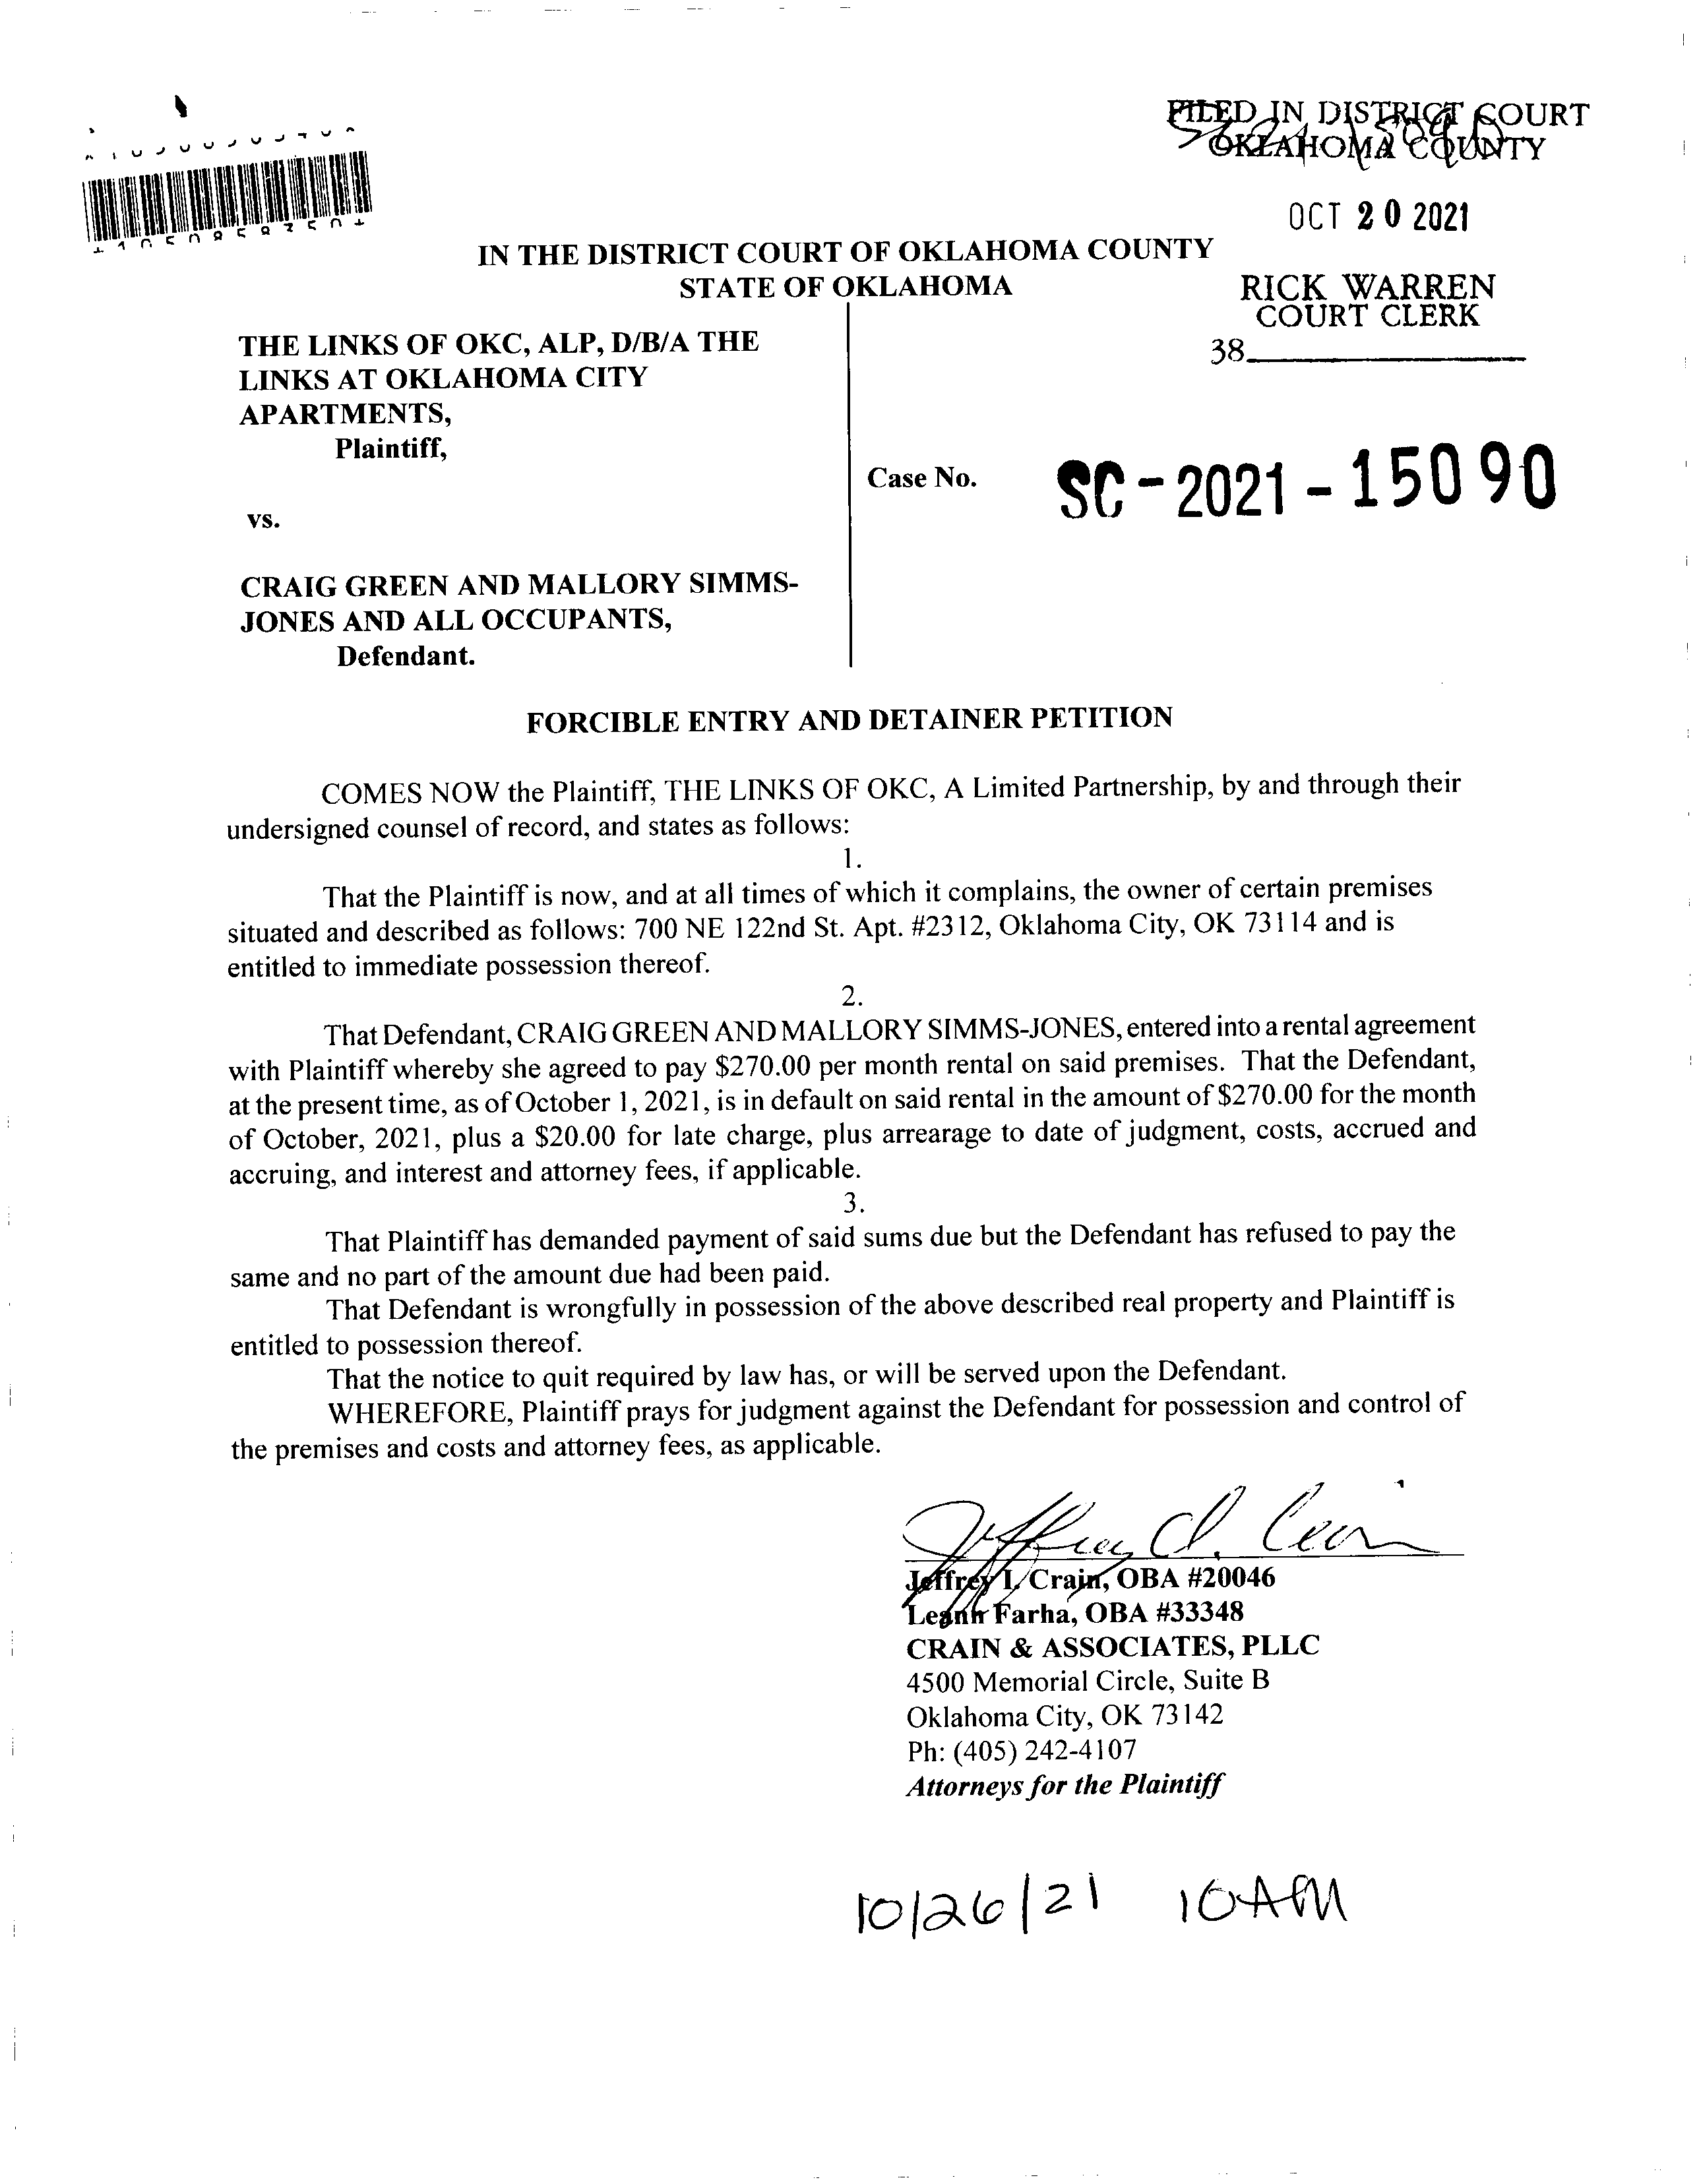 FILED IN DISTRICT COURT
OKLAHOMA COUNTY
OCT 20 2021
IN THE DISTRICT COURT OF OKLAHOMA COUNTY
STATE OF OKLAHOMA
RICK WARREN
COURT CLERK
38
THE LINKS OF OKC, ALP, D/B/A THE
LINKS AT OKLAHOMA CITY
APARTMENTS,
Plaintiff,
Case No.
SC-2021-15090
vs.
CRAIG GREEN AND MALLORY SIMMS-
JONES AND ALL OCCUPANTS,
Defendant.
FORCIBLE ENTRY AND DETAINER PETITION
COMES NOW the Plaintiff, THE LINKS OF OKC, A Limited Partnership, by and through their
undersigned counsel of record, and states as follows:
1.
That the Plaintiff is now, and at all times of which it complains, the owner of certain premises
situated and described as follows: 700 NE 122nd St. Apt. #2312, Oklahoma City, OK 73114 and is
entitled to immediate possession thereof.
2.
That Defendant, CRAIG GREEN AND MALLORY SIMMS-JONES, entered into a rental agreement
with Plaintiff whereby she agreed to pay $270.00 per month rental on said premises. That the Defendant,
at the present time, as of October 1, 2021, is in default on said rental in the amount of $270.00 for the month
of October, 2021, plus a $20.00 for late charge, plus arrearage to date of judgment, costs, accrued and
accruing, and interest and attorney fees, if applicable.
3.
That Plaintiff has demanded payment of said sums due but the Defendant has refused to pay the
same and no part of the amount due had been paid.
That Defendant is wrongfully in possession of the above described real property and Plaintiff is
entitled to possession thereof.
That the notice to quit required by law has, or will be served upon the Defendant.
WHEREFORE, Plaintiff prays for judgment against the Defendant for possession and control of
the premises and costs and attorney fees, as applicable.
Jeffrey I. Crain, OBA #20046
Leann Farha, OBA #33348
CRAIN & ASSOCIATES, PLLC
4500 Memorial Circle, Suite B
Oklahoma City, OK 73142
Ph: (405) 242-4107
Attorneys for the Plaintiff
10/26/21 10AM